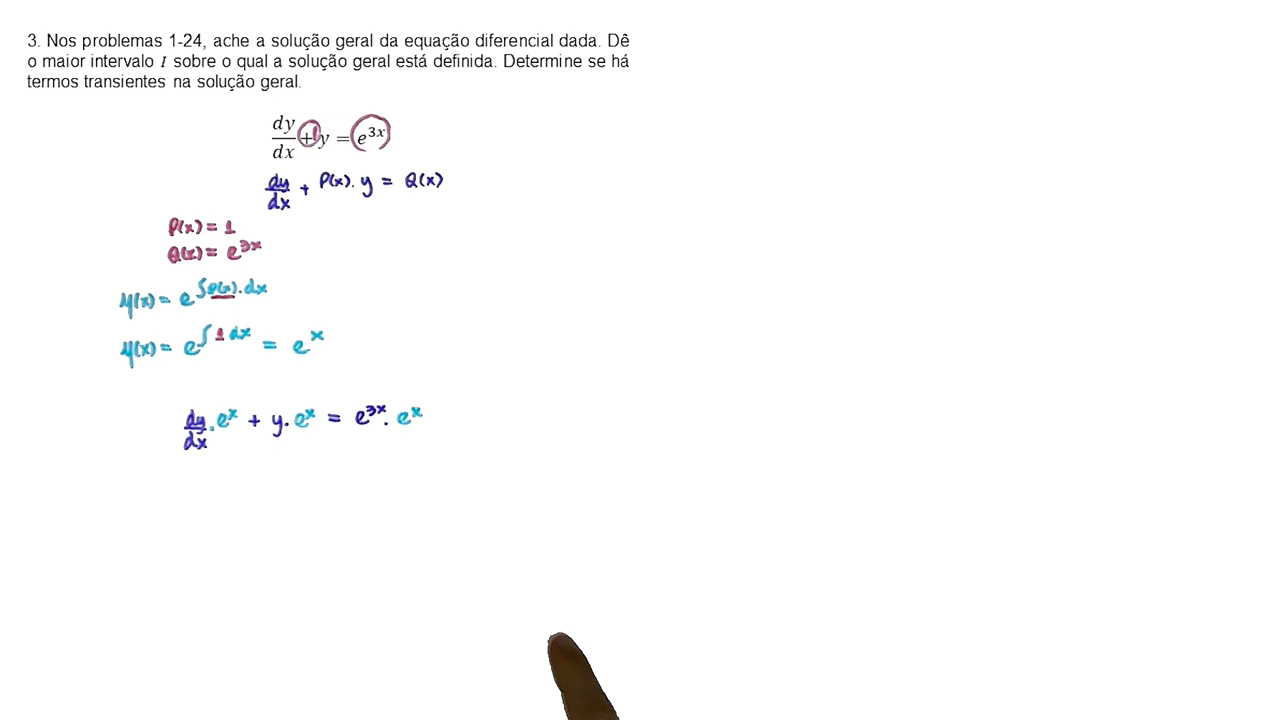 3. Nos problemas 1-24, ache a solução geral da equação diferencial dada. Dê
o maior intervalo I sobre o qual a solução geral está definida. Determine se há
termos transientes na solução geral.
dy/dx + 1y = e^{3x}
dy/dx + P(x). y = Q(x)
P(x) = 1
Q(x) = e^{3x}
μ(x) = e^{∫P(x).dx}
μ(x) = e^{∫1 dx} = e^x
dy/dx . e^x + y. e^x = e^{3x} . e^x